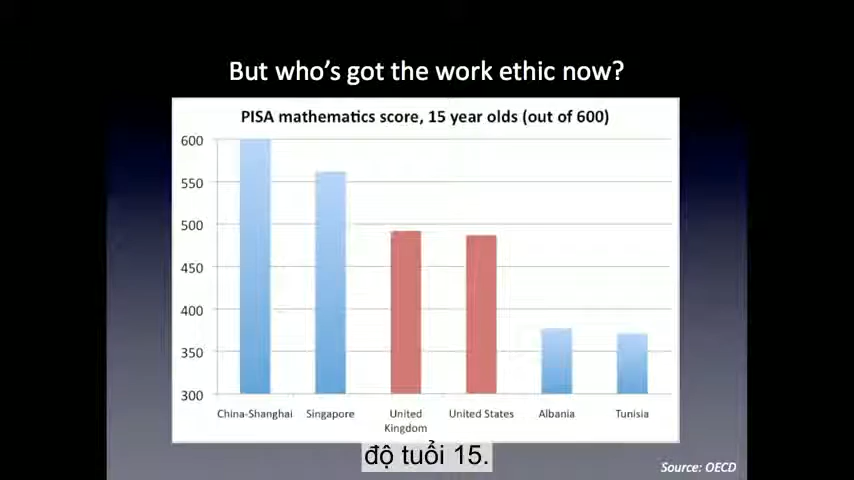 But who's got the work ethic now?
PISA mathematics score, 15 year olds (out of 600)
600
550
500
450
400
350
300
China-Shanghai
Singapore
United
Kingdom
United States
Albania
Tunisia
độ tuổi 15.
Source: OECD